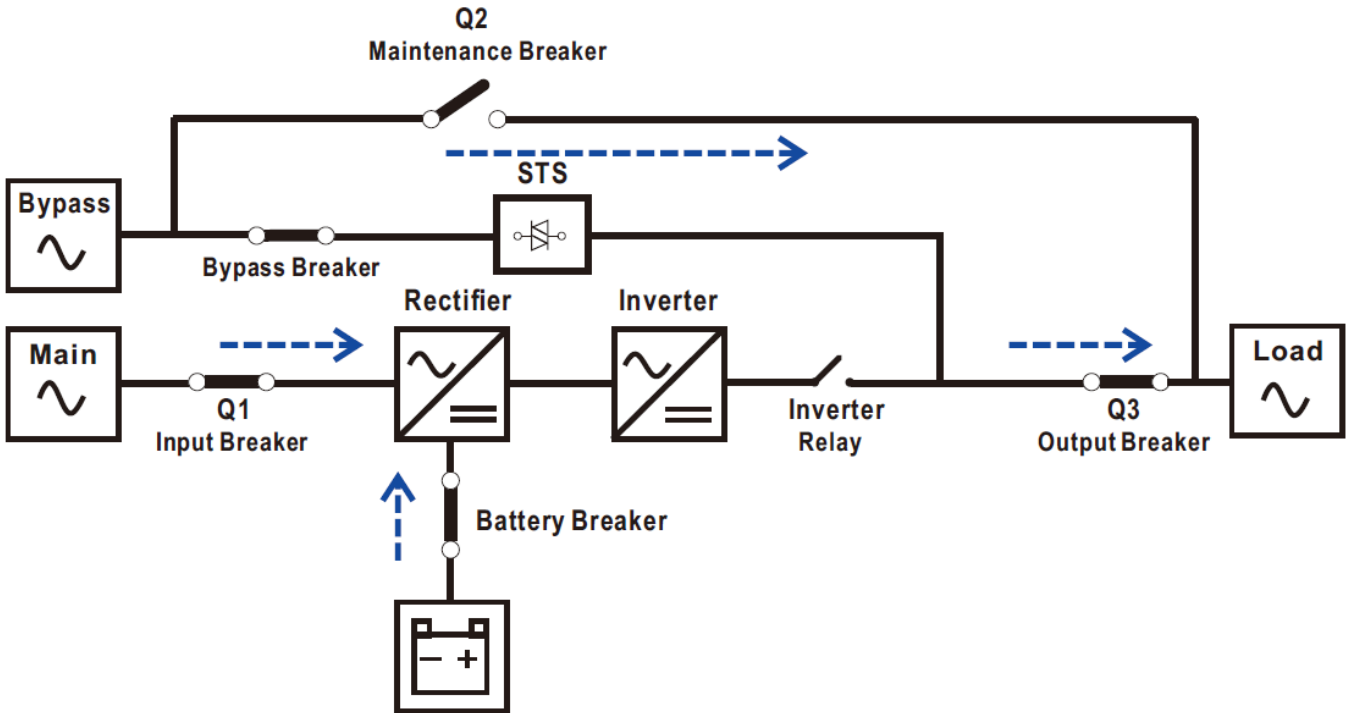 Q2
Maintenance Breaker
STS
Bypass
Bypass Breaker
Rectifier
Inverter
Main
Load
Q1
Input Breaker
Inverter
Relay
Q3
Output Breaker
Battery Breaker
− +